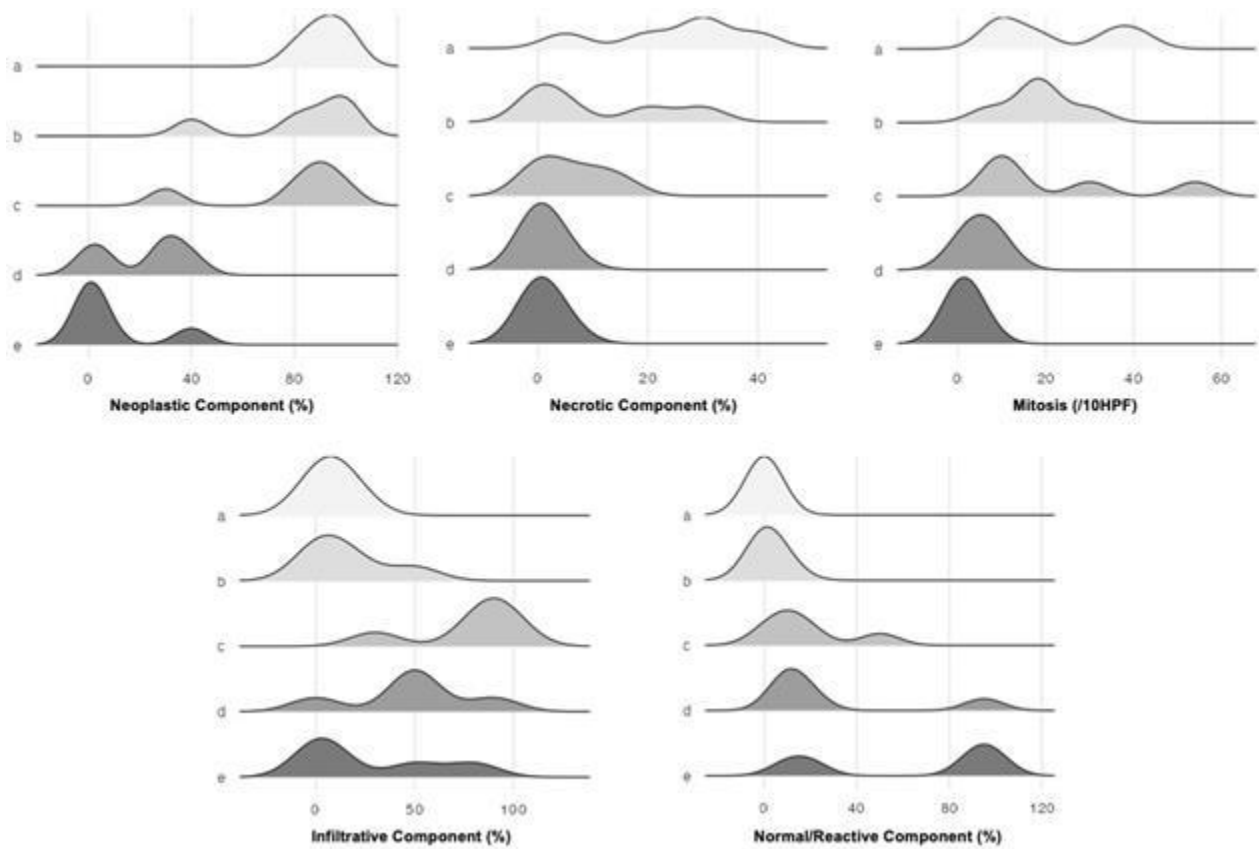 a
b
c
d
e
0 40 80 120
Neoplastic Component (%)
a
b
c
d
e
0 20 40
Necrotic Component (%)
a
b
c
d
e
0 20 40 60
Mitosis (/10HPF)
a
b
c
d
e
0 50 100
Infiltrative Component (%)
a
b
c
d
e
0 40 80 120
Normal/Reactive Component (%)